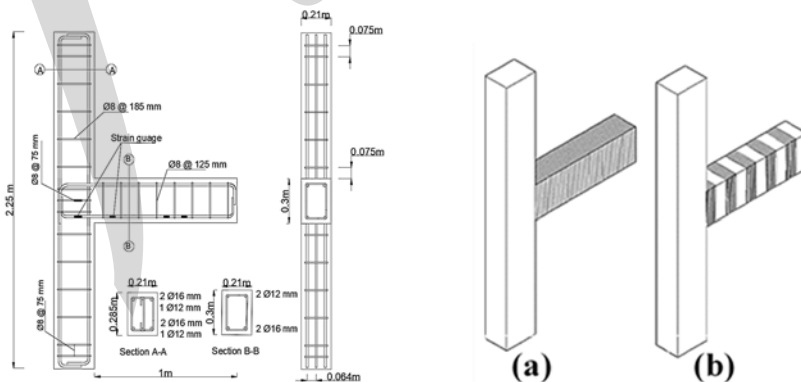 0.21m
0.075m
A
A
Ø8 @ 185 mm
Strain guage
0.075m
Ø8 @ 75 mm
B
Ø8 @ 125 mm
2.25 m
0.3m
B
0.21m
0.21m
2 Ø16 mm
1 Ø12 mm
2 Ø12 mm
0.285m
0.3m
2 Ø16 mm
1 Ø12 mm
2 Ø16 mm
Ø8 @ 75 mm
Section A-A
Section B-B
1m
0.064m
(a)
(b)